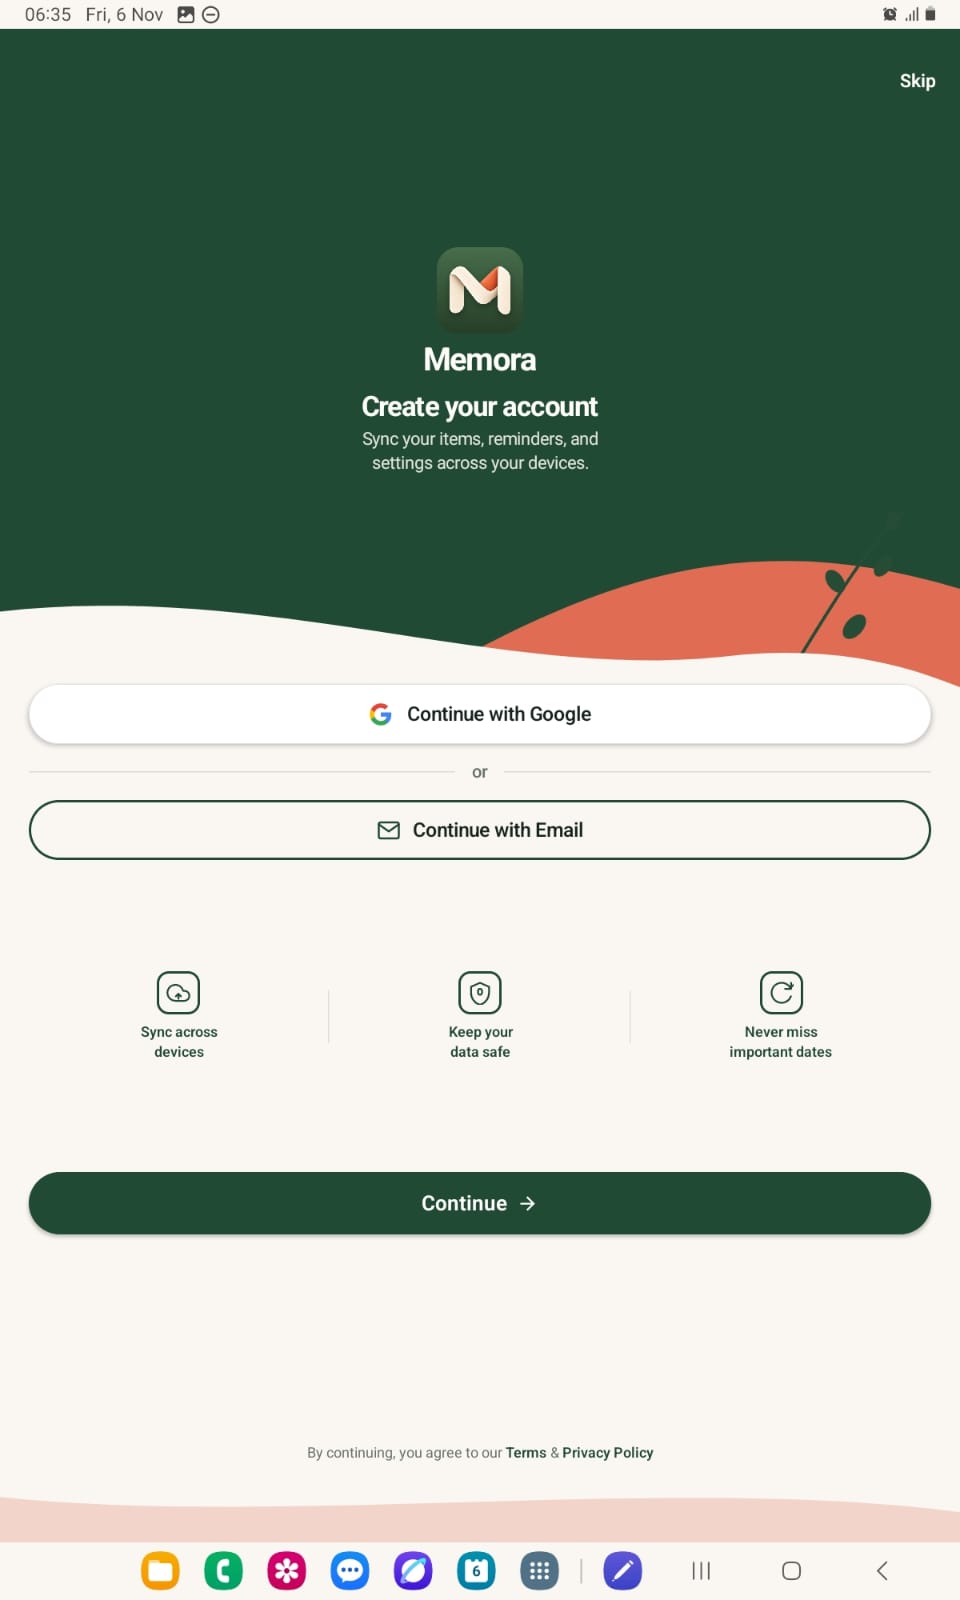 06:35 Fri, 6 Nov
Skip
Memora
Create your account
Sync your items, reminders, and
settings across your devices.
Continue with Google
or
Continue with Email
Sync across
devices
Keep your
data safe
Never miss
important dates
Continue →
By continuing, you agree to our Terms & Privacy Policy
6